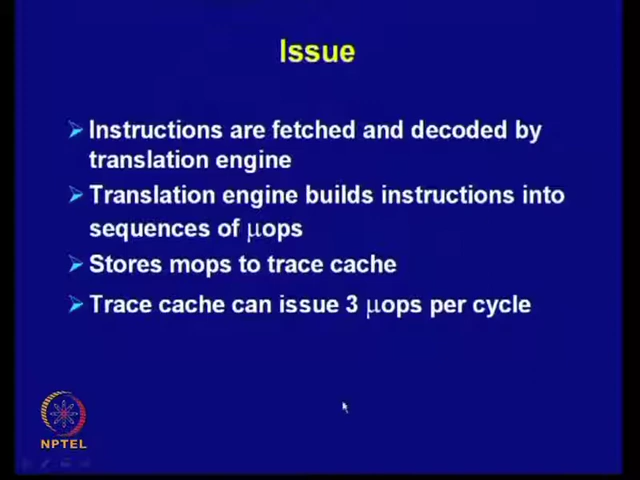 Issue
Instructions are fetched and decoded by
translation engine
Translation engine builds instructions into
sequences of μops
Stores mops to trace cache
Trace cache can issue 3 μops per cycle
NPTEL